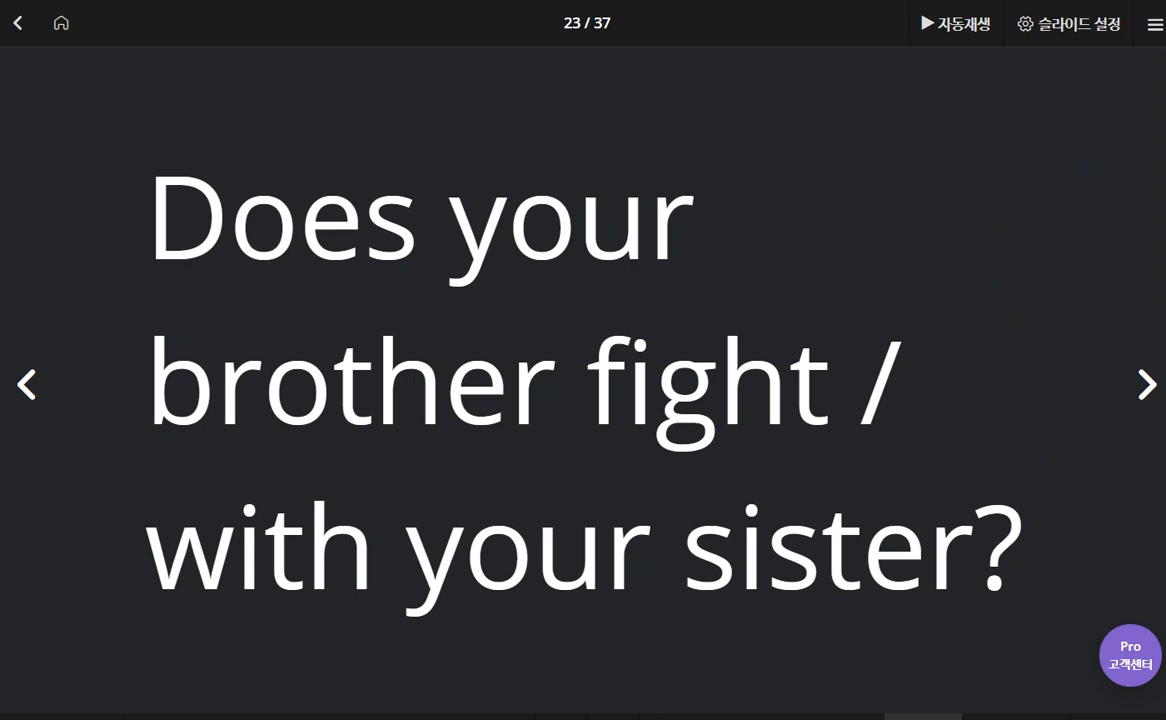 23 / 37
▶ 자동재생
슬라이드 설정
Does your
brother fight /
with your sister?
Pro
고객센터